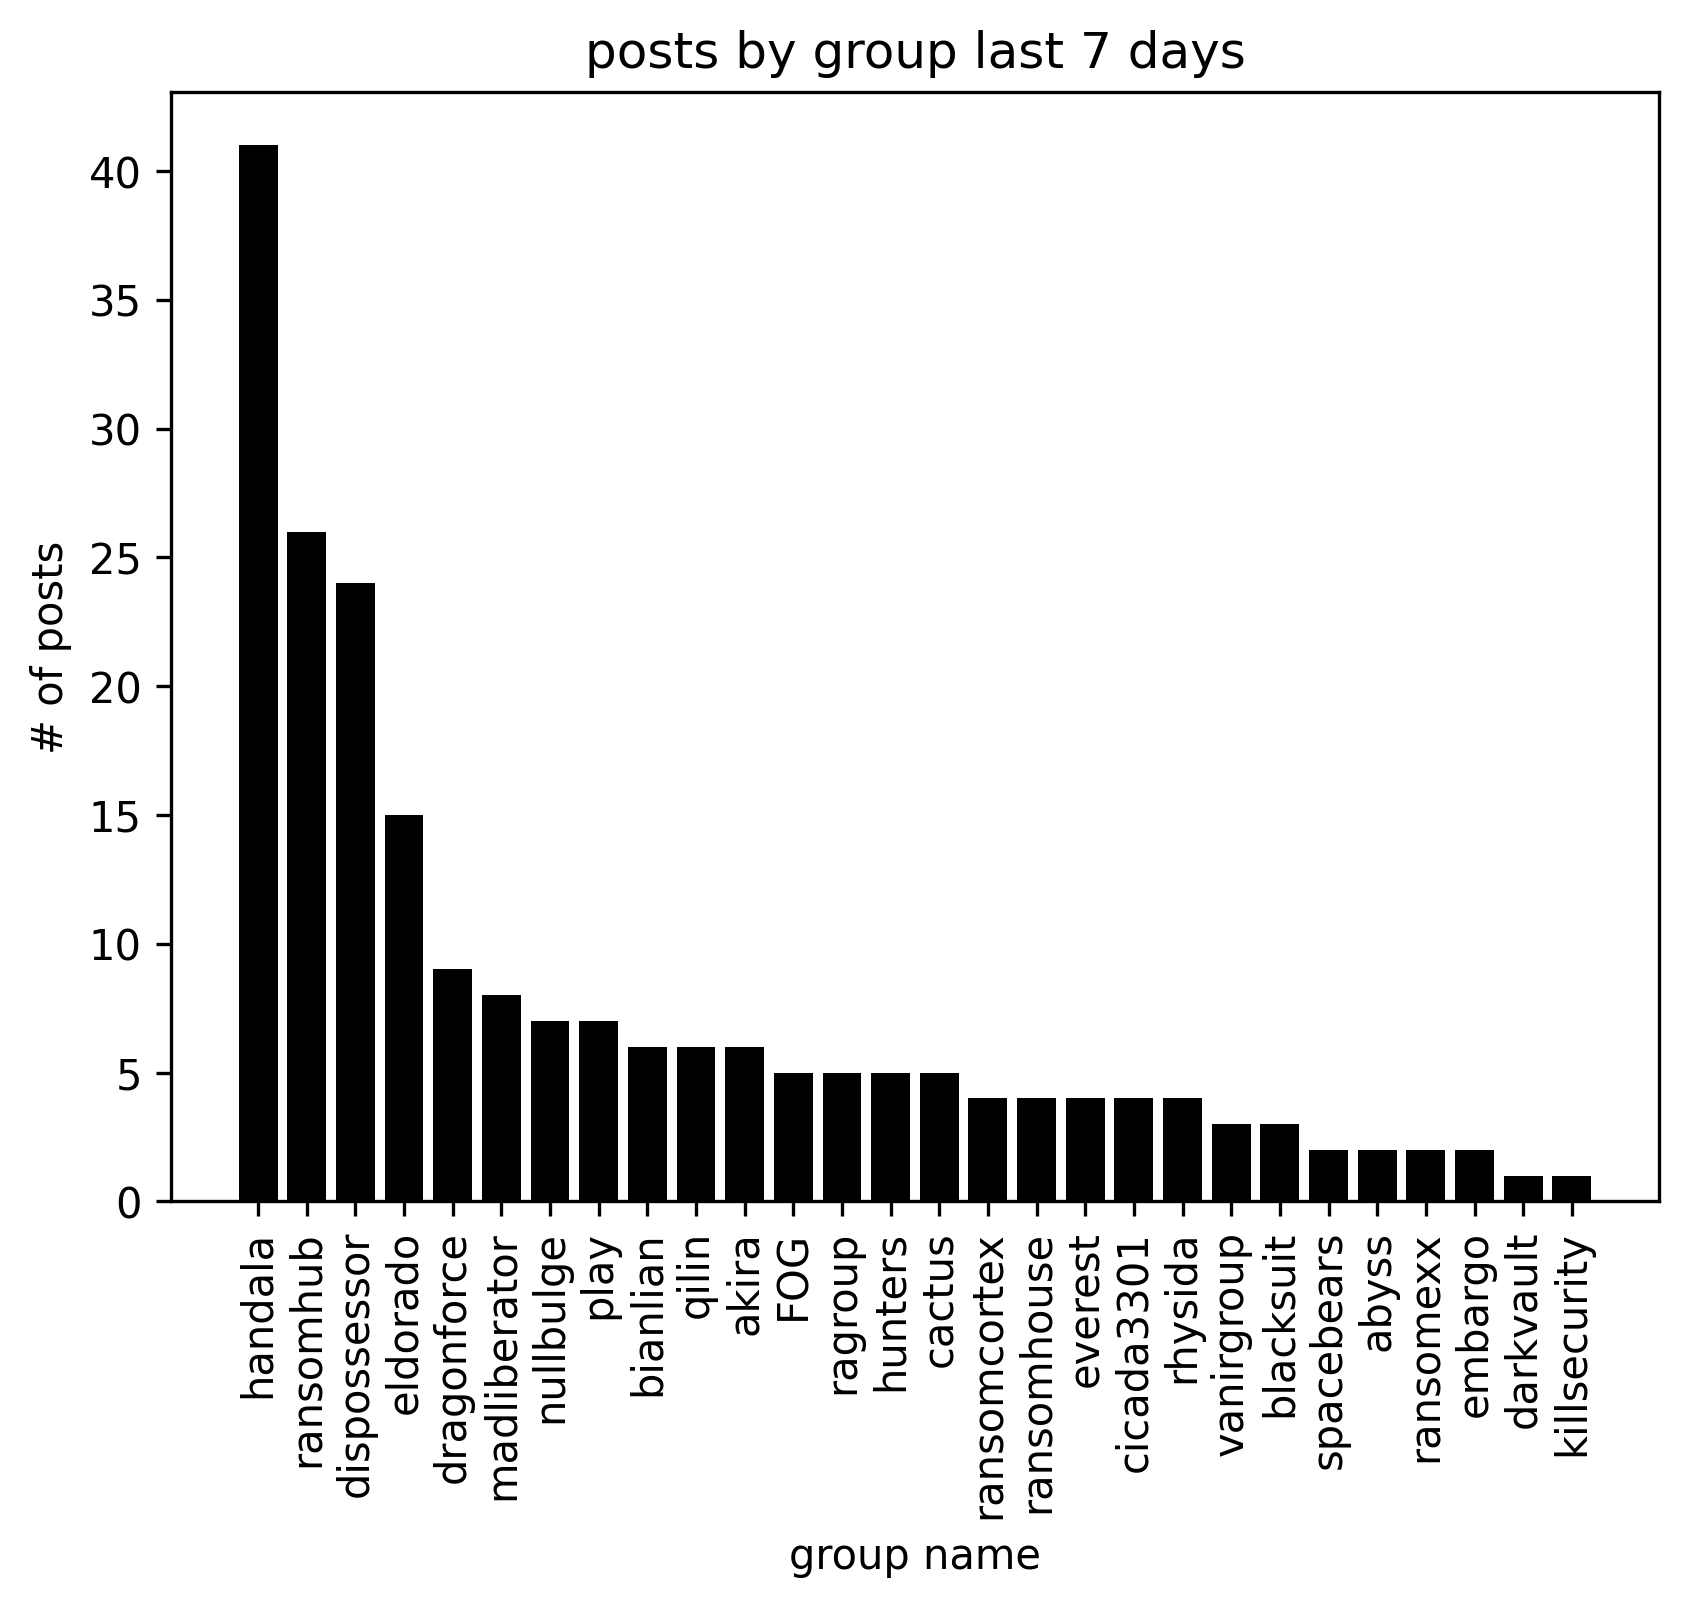 posts by group last 7 days
# of posts
40
35
30
25
20
15
10
5
0
handala
ransomhub
dispossessor
eldorado
dragonforce
madliberator
nullbulge
play
bianlian
qilin
akira
FOG
ragroup
hunters
cactus
ransomcortex
ransomhouse
everest
cicada3301
rhysida
vanirgroup
blacksuit
spacebears
abyss
ransomexx
embargo
darkvault
killsecurity
group name